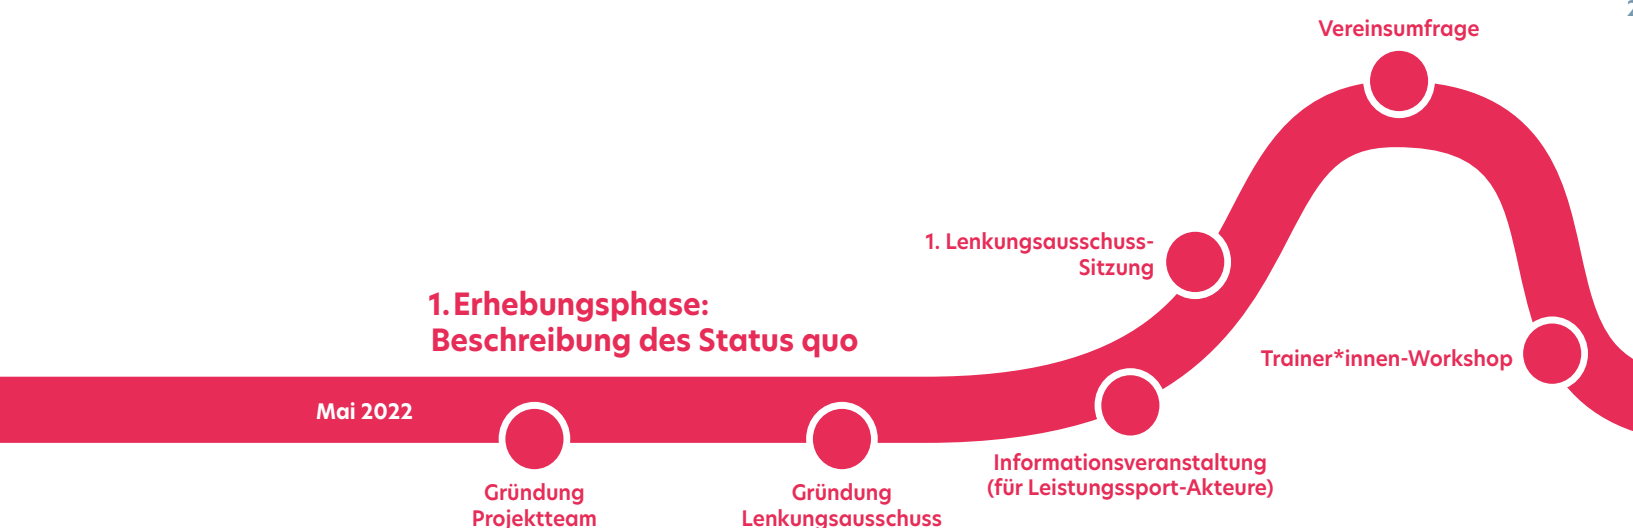 Vereinsumfrage
1. Lenkungsausschuss-
Sitzung
1. Erhebungsphase:
Beschreibung des Status quo
Trainer*innen-Workshop
Mai 2022
Informationsveranstaltung
(für Leistungssport-Akteure)
Gründung
Projektteam
Gründung
Lenkungsausschuss